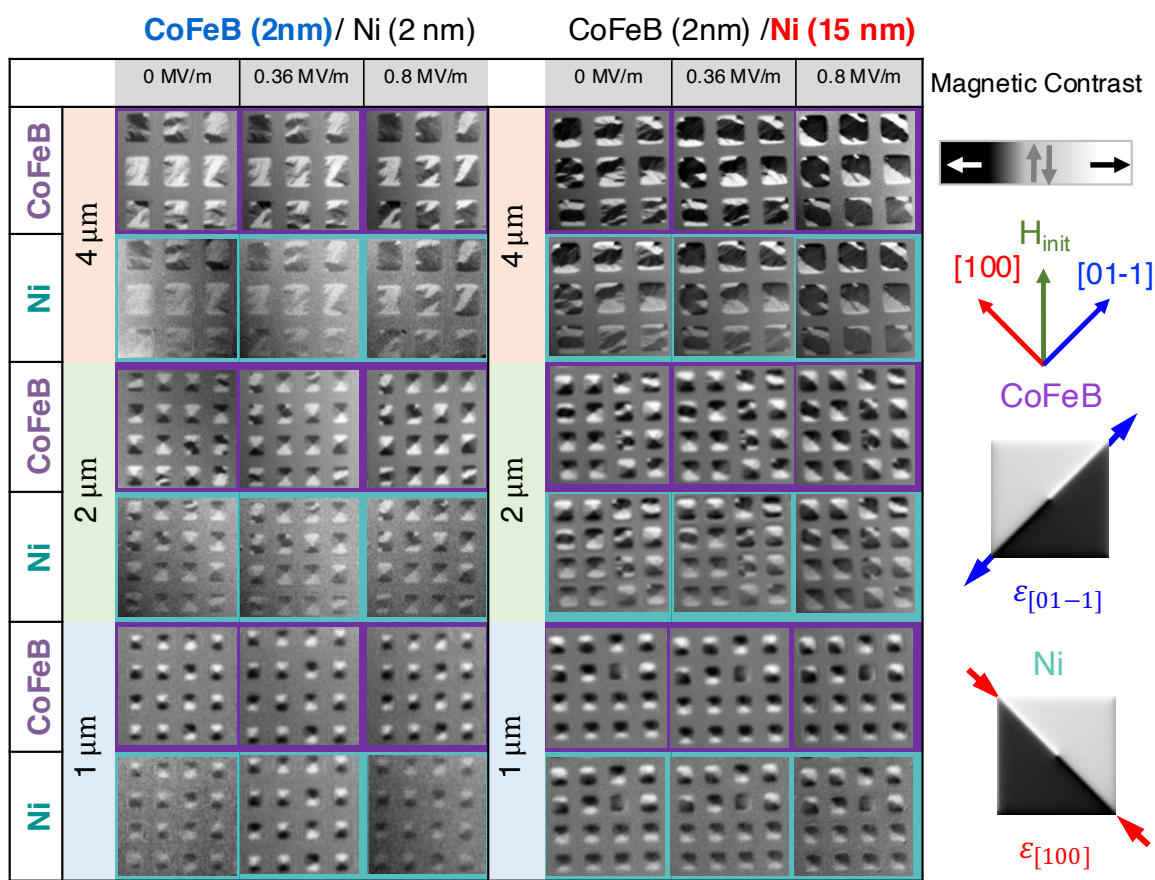 CoFeB (2nm)/ Ni (2 nm)
CoFeB (2nm) /Ni (15 nm)
0 MV/m
0.36 MV/m
0.8 MV/m
0 MV/m
0.36 MV/m
0.8 MV/m
CoFeB
Ni
4 μm
4 μm
CoFeB
Ni
2 μm
2 μm
CoFeB
Ni
1 μm
1 μm
Magnetic Contrast
H_init
[100]
[01-1]
CoFeB
ε[01−1]
Ni
ε[100]